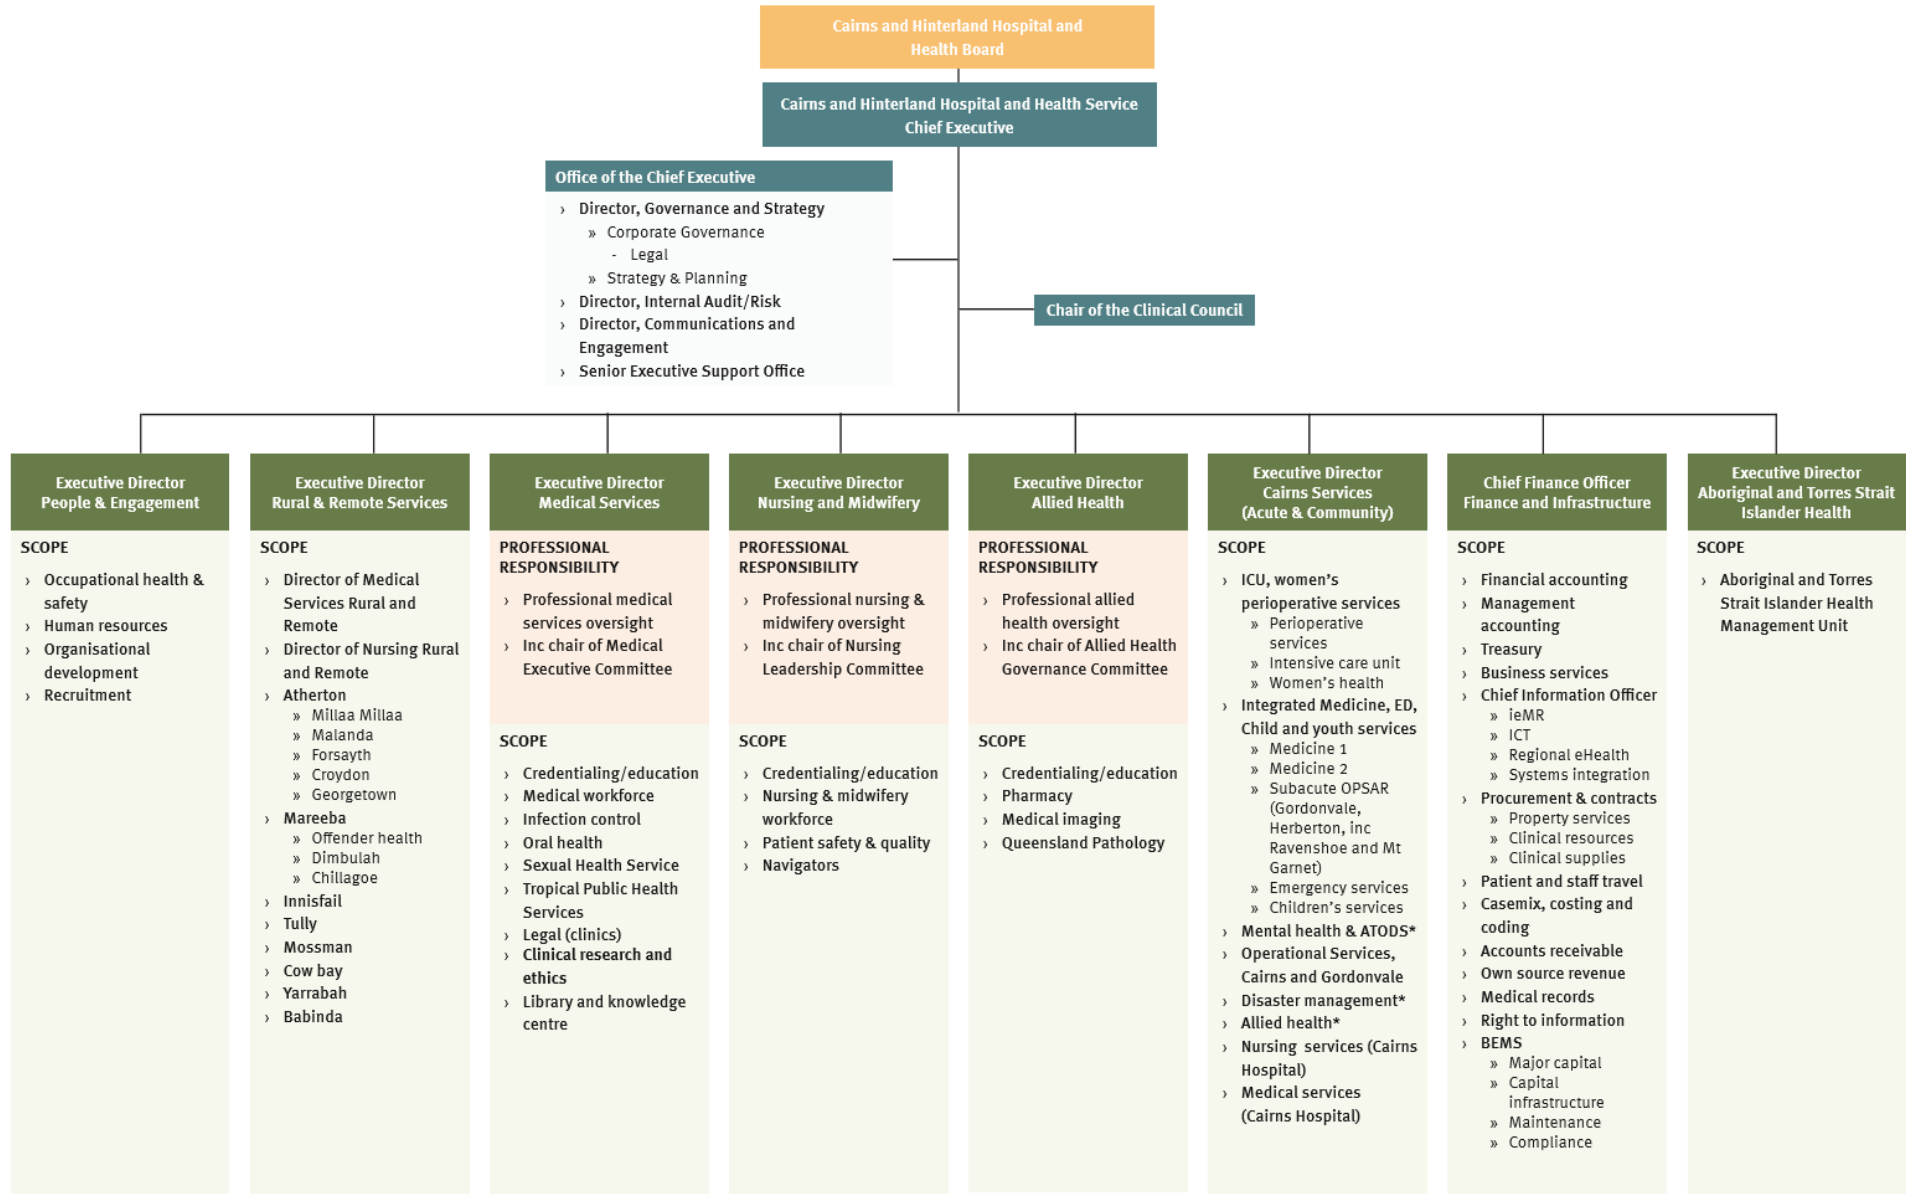 Cairns and Hinterland Hospital and
Health Board
Cairns and Hinterland Hospital and Health Service
Chief Executive
Office of the Chief Executive
› Director, Governance and Strategy
» Corporate Governance
- Legal
» Strategy & Planning
› Director, Internal Audit/Risk
› Director, Communications and
Engagement
› Senior Executive Support Office
Chair of the Clinical Council
Executive Director
People & Engagement
SCOPE
› Occupational health &
safety
› Human resources
› Organisational
development
› Recruitment
Executive Director
Rural & Remote Services
SCOPE
› Director of Medical
Services Rural and
Remote
› Director of Nursing Rural
and Remote
› Atherton
» Millaa Millaa
» Malanda
» Forsayth
» Croydon
» Georgetown
› Mareeba
» Offender health
» Dimbulah
» Chillagoe
› Innisfail
› Tully
› Mossman
› Cow bay
› Yarrabah
› Babinda
Executive Director
Medical Services
PROFESSIONAL
RESPONSIBILITY
› Professional medical
services oversight
› Inc chair of Medical
Executive Committee
SCOPE
› Credentialing/education
› Medical workforce
› Infection control
› Oral health
› Sexual Health Service
› Tropical Public Health
Services
› Legal (clinics)
› Clinical research and
ethics
› Library and knowledge
centre
Executive Director
Nursing and Midwifery
PROFESSIONAL
RESPONSIBILITY
› Professional nursing &
midwifery oversight
› Inc chair of Nursing
Leadership Committee
SCOPE
› Credentialing/education
› Nursing & midwifery
workforce
› Patient safety & quality
› Navigators
Executive Director
Allied Health
PROFESSIONAL
RESPONSIBILITY
› Professional allied
health oversight
› Inc chair of Allied Health
Governance Committee
SCOPE
› Credentialing/education
› Pharmacy
› Medical imaging
› Queensland Pathology
Executive Director
Cairns Services
(Acute & Community)
SCOPE
› ICU, women's
perioperative services
» Perioperative
services
» Intensive care unit
» Women's health
› Integrated Medicine, ED,
Child and youth services
» Medicine 1
» Medicine 2
» Subacute OPSAR
(Gordonvale,
Herberton, inc
Ravenshoe and Mt
Garnet)
» Emergency services
» Children's services
› Mental health & ATODS*
› Operational Services,
Cairns and Gordonvale
› Disaster management*
› Allied health*
› Nursing services (Cairns
Hospital)
› Medical services
(Cairns Hospital)
Chief Finance Officer
Finance and Infrastructure
SCOPE
› Financial accounting
› Management
accounting
› Treasury
› Business services
› Chief Information Officer
» ieMR
» ICT
» Regional eHealth
» Systems integration
› Procurement & contracts
» Property services
» Clinical resources
» Clinical supplies
› Patient and staff travel
› Casemix, costing and
coding
› Accounts receivable
› Own source revenue
› Medical records
› Right to information
› BEMS
» Major capital
» Capital
infrastructure
» Maintenance
» Compliance
Executive Director
Aboriginal and Torres Strait
Islander Health
SCOPE
› Aboriginal and Torres
Strait Islander Health
Management Unit